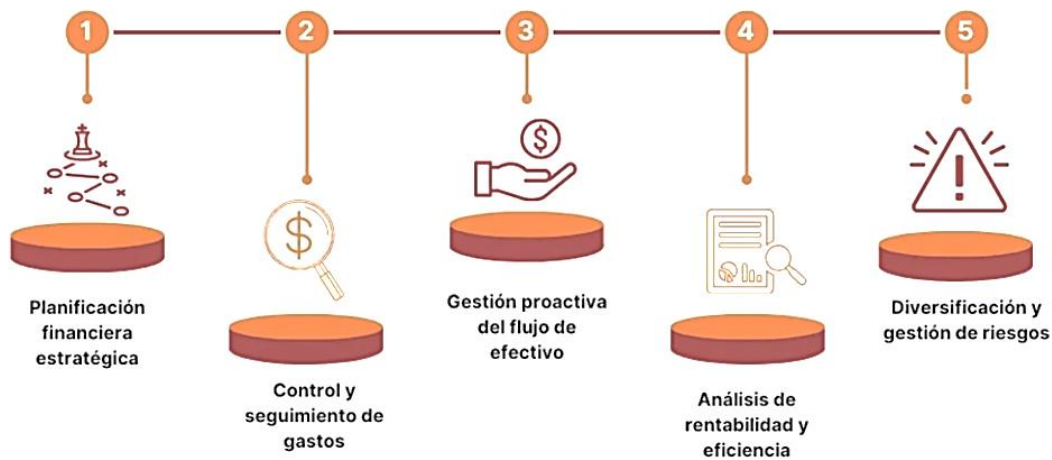 1
2
3
4
5
$
$
Planificación
financiera
estratégica
Control y
seguimiento de
gastos
Gestión proactiva
del flujo de
efectivo
Análisis de
rentabilidad y
eficiencia
Diversificación y
gestión de riesgos